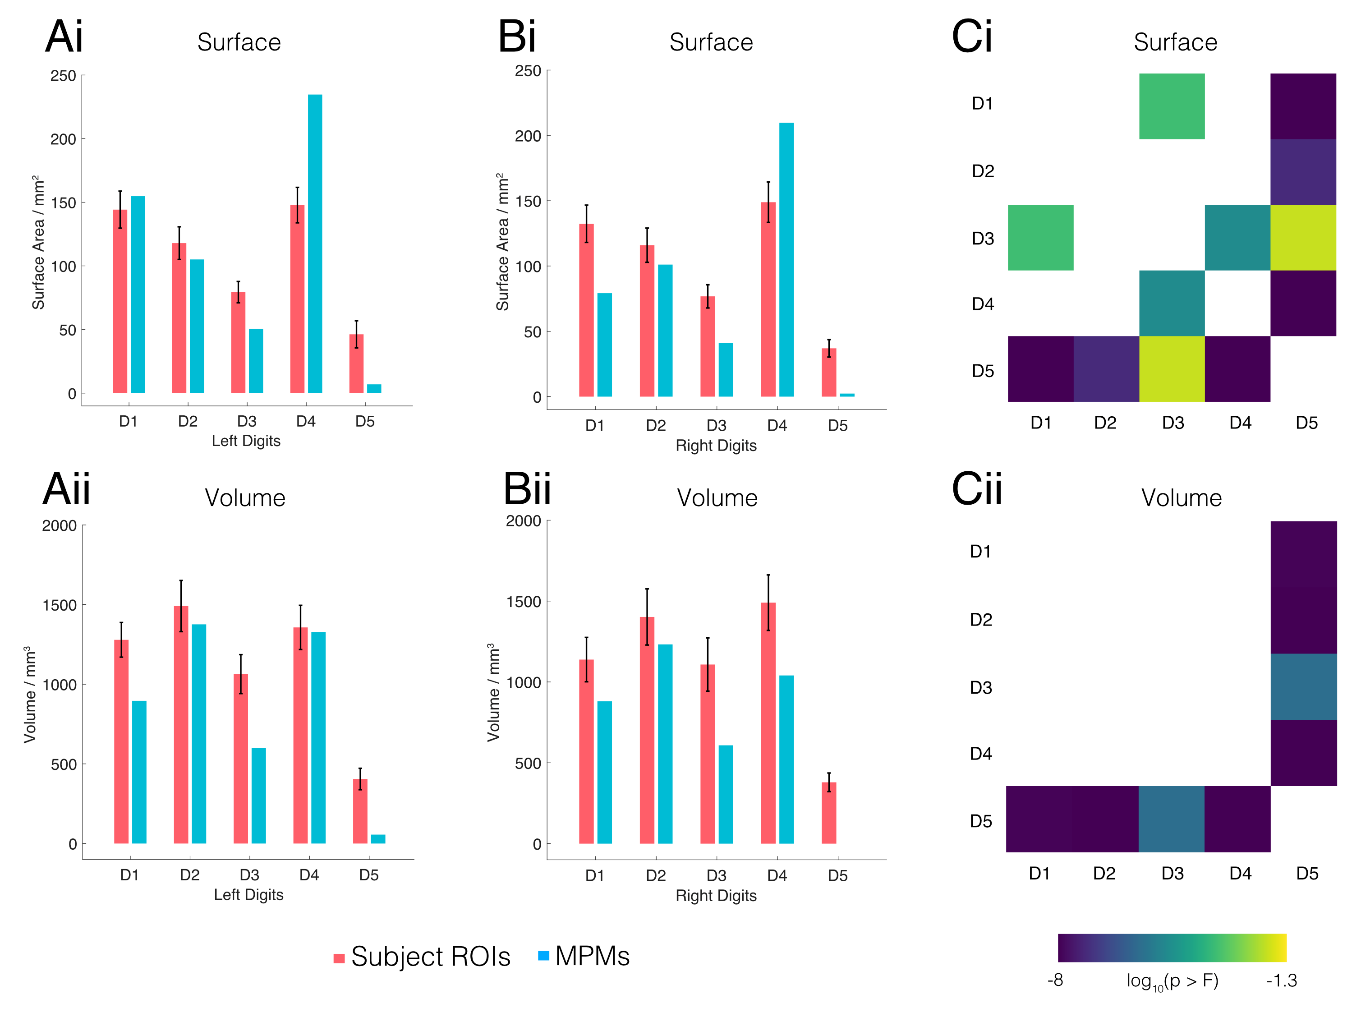 Ai
Surface
250
200
150
100
50
0
Surface Area / mm²
D1 D2 D3 D4 D5
Left Digits
Bi
Surface
250
200
150
100
50
0
Surface Area / mm²
D1 D2 D3 D4 D5
Right Digits
Ci
Surface
D1
D2
D3
D4
D5
D1 D2 D3 D4 D5
Aii
Volume
2000
1500
1000
500
0
Volume / mm³
D1 D2 D3 D4 D5
Left Digits
Bii
Volume
2000
1500
1000
500
0
Volume / mm³
D1 D2 D3 D4 D5
Right Digits
Cii
Volume
D1
D2
D3
D4
D5
D1 D2 D3 D4 D5
Subject ROIs MPMs
-8 log₁₀(p > F) -1.3